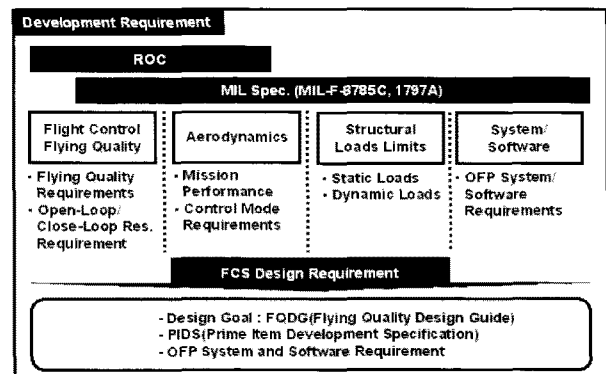 Development Requirement
ROC
MIL Spec. (MIL-F-8785C, 1797A)
Flight Control
Flying Quality
- Flying Quality
Requirements
- Open-Loop/
Close-Loop Res.
Requirement
Aerodynamics
- Mission
Performance
- Control Mode
Requirements
Structural
Loads Limits
- Static Loads
- Dynamic Loads
System/
Software
- OFP System/
Software
Requirements
FCS Design Requirement
- Design Goal : FQDG(Flying Quality Design Guide)
- PIDS(Prime Item Development Specification)
- OFP System and Software Requirement